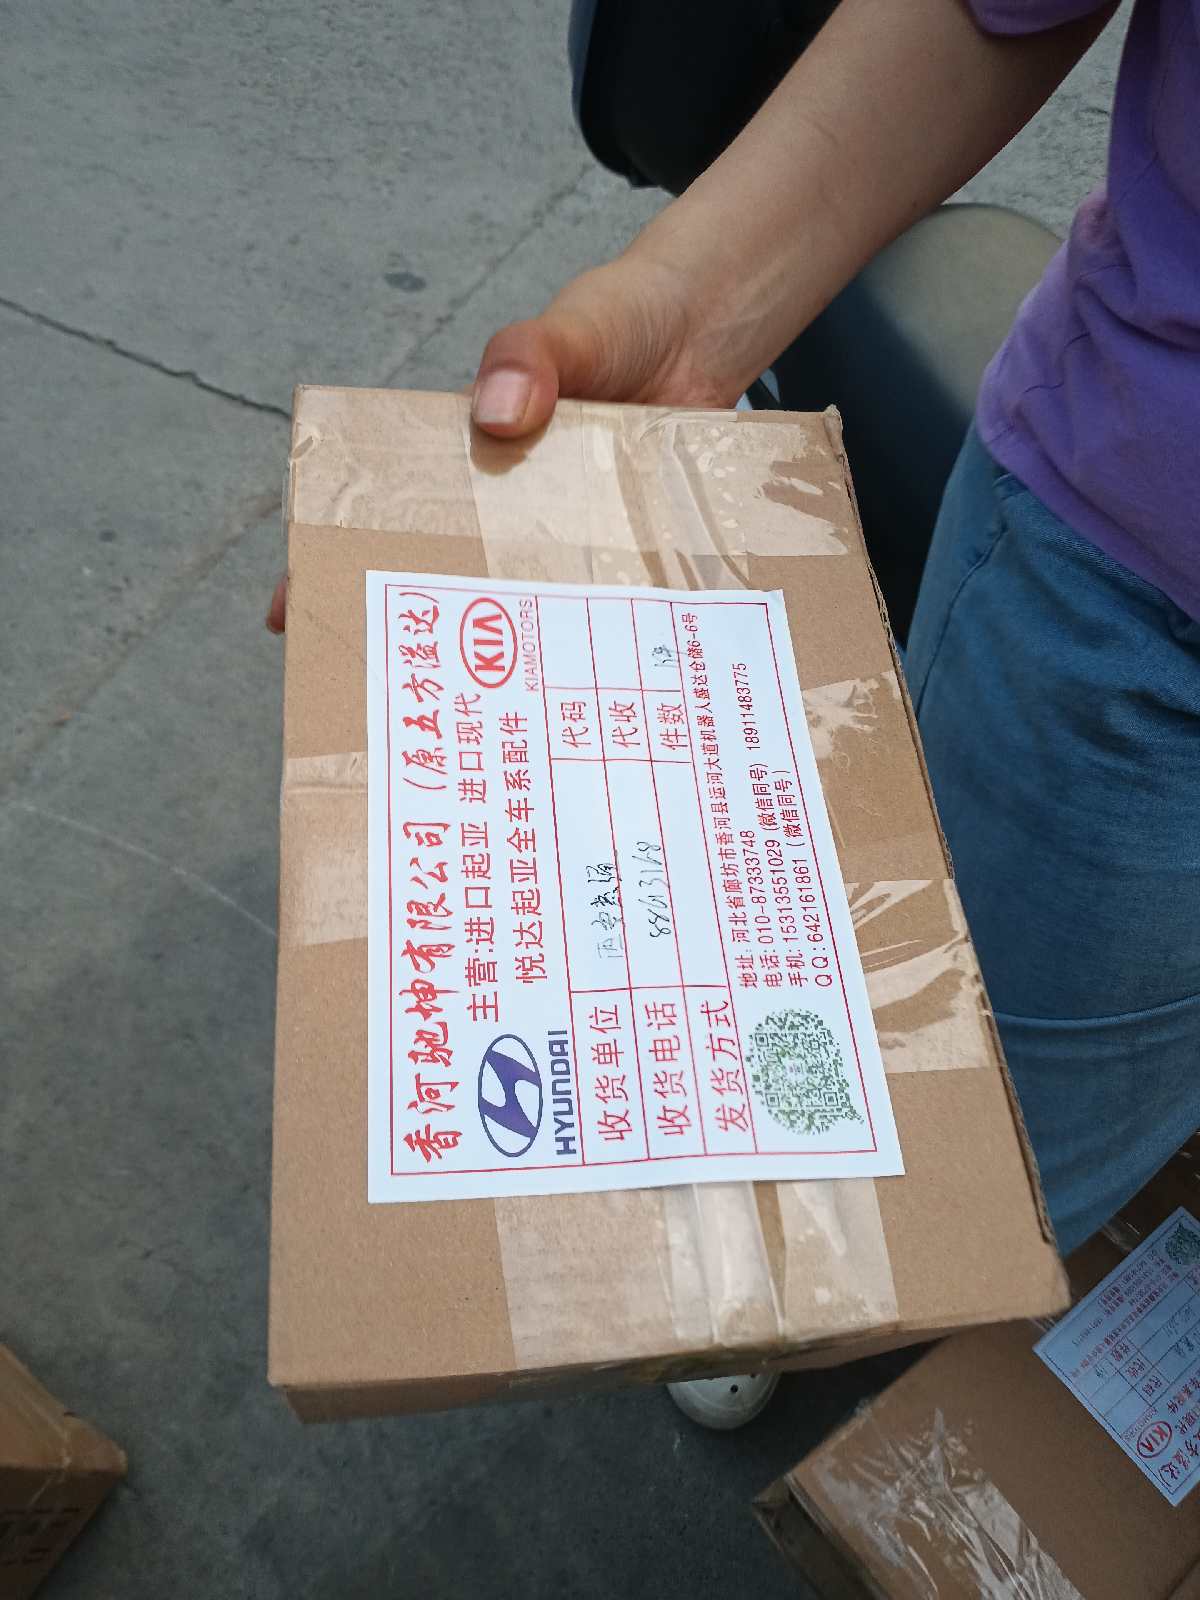 香河驰坤有限公司（原五方溢达）
主营:进口起亚 进口现代
悦达起亚全车系配件
HYUNDAI
KIA
KIAMOTORS
收货单位
代码
收货电话 88613168
代收
发货方式
件数
地址: 河北省廊坊市香河县运河大道机器人盛达仓储6-6号
电话: 010-87333748
手机: 15313551029 (微信同号) 18911483775
QQ: 642161861 (微信同号)
KIA